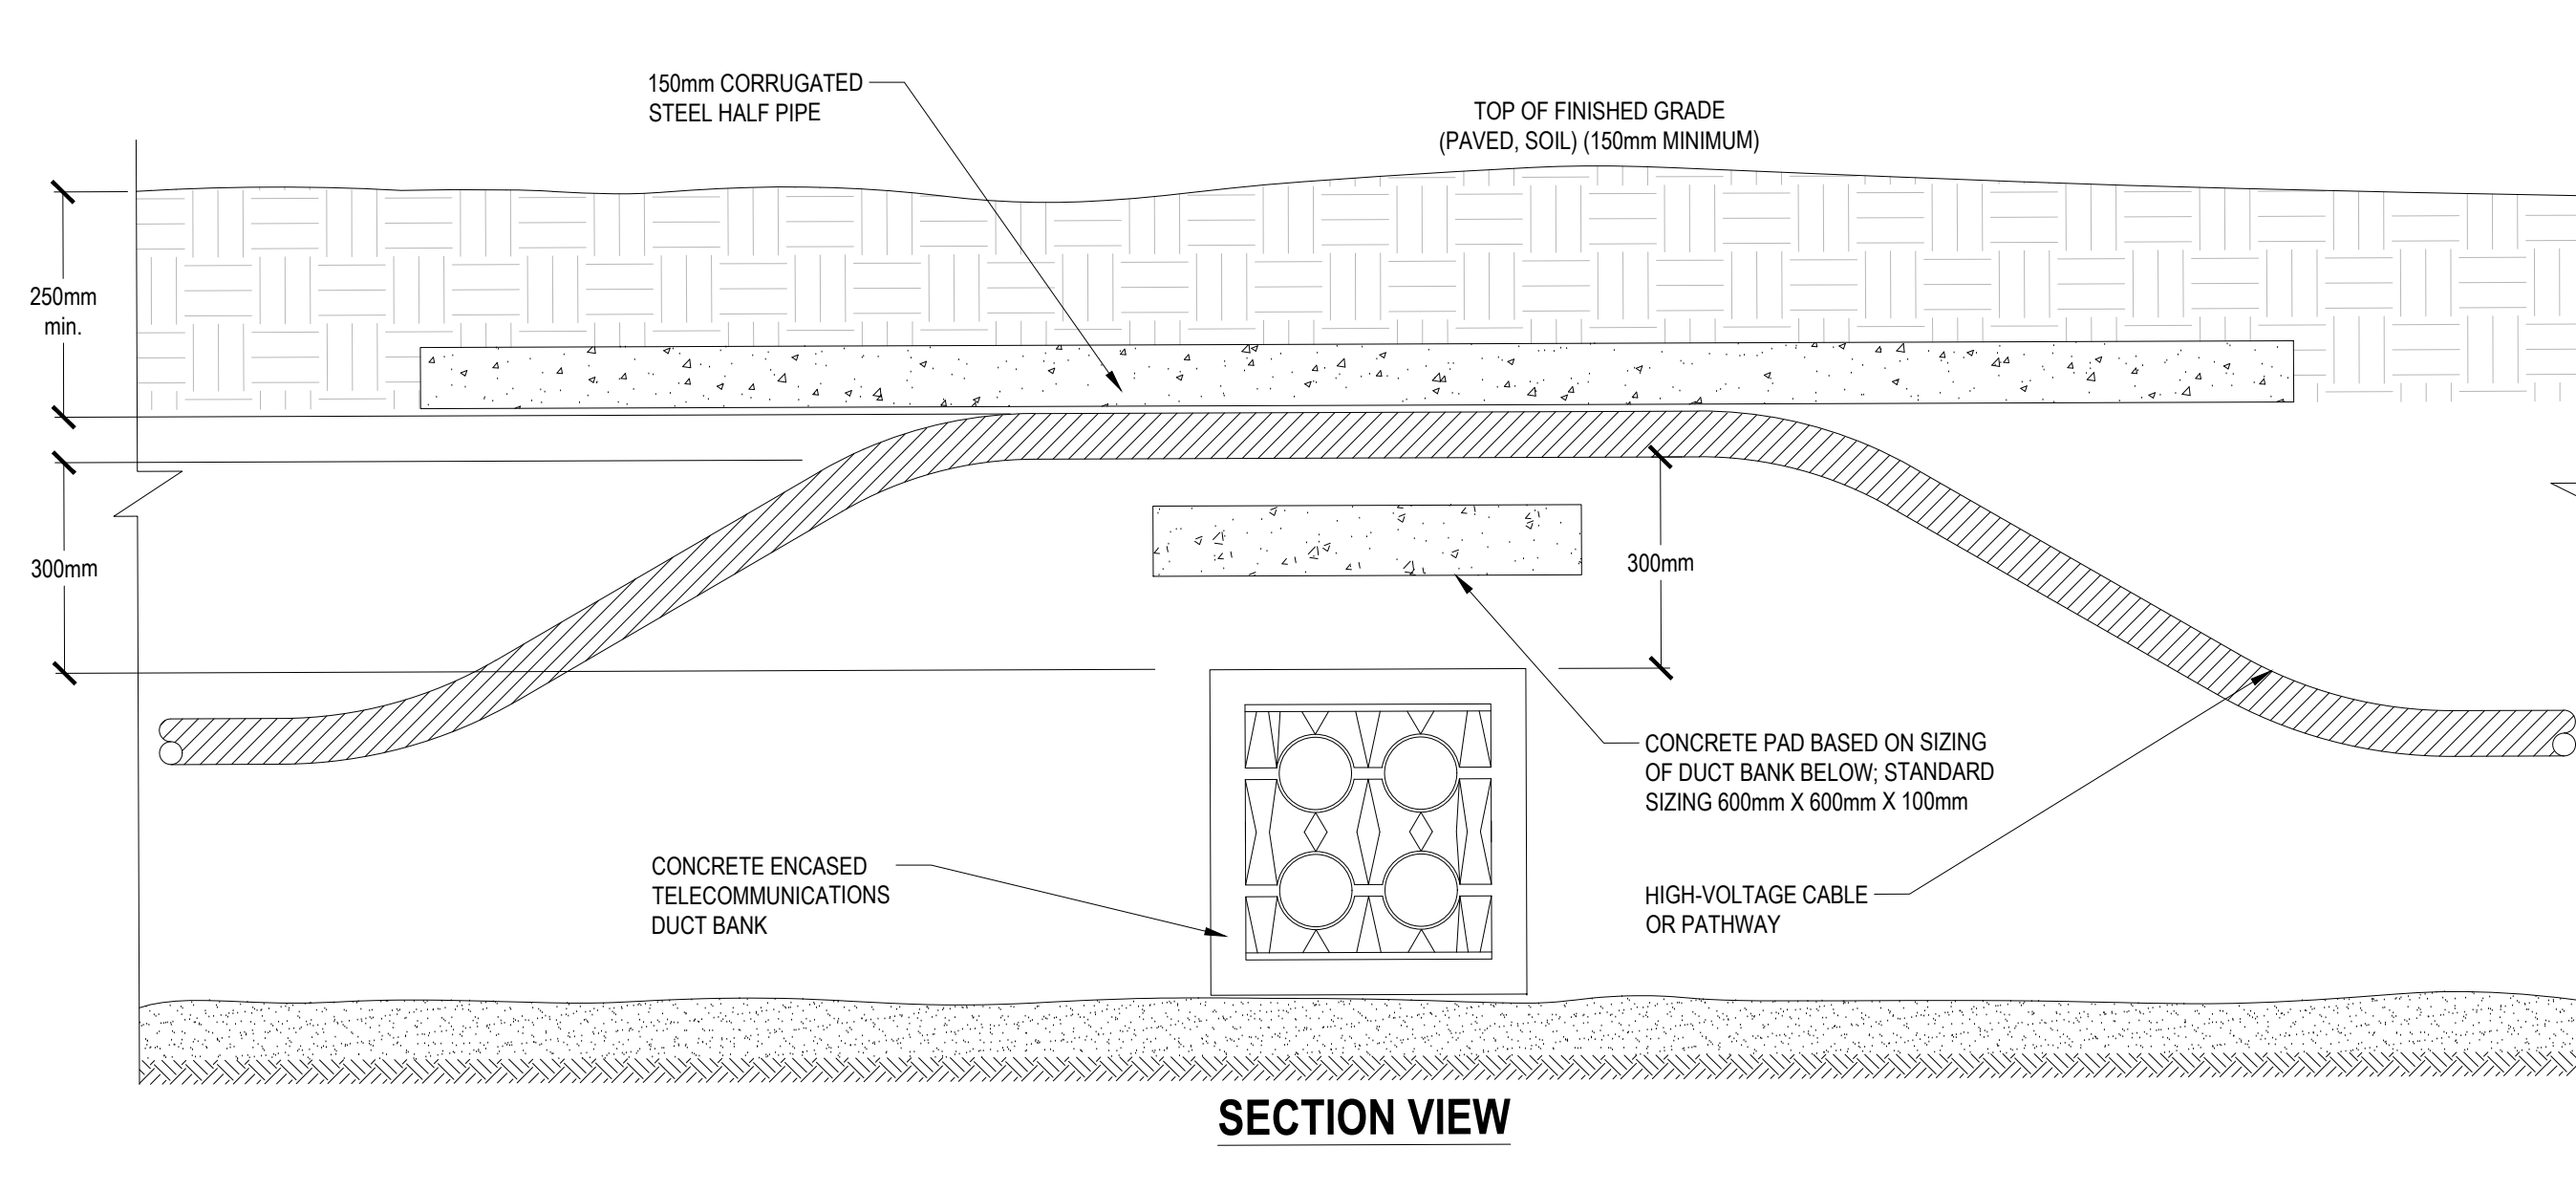 150mm CORRUGATED
STEEL HALF PIPE
TOP OF FINISHED GRADE
(PAVED, SOIL) (150mm MINIMUM)
250mm
min.
300mm
300mm
CONCRETE PAD BASED ON SIZING
OF DUCT BANK BELOW; STANDARD
SIZING 600mm X 600mm X 100mm
CONCRETE ENCASED
TELECOMMUNICATIONS
DUCT BANK
HIGH-VOLTAGE CABLE
OR PATHWAY
SECTION VIEW